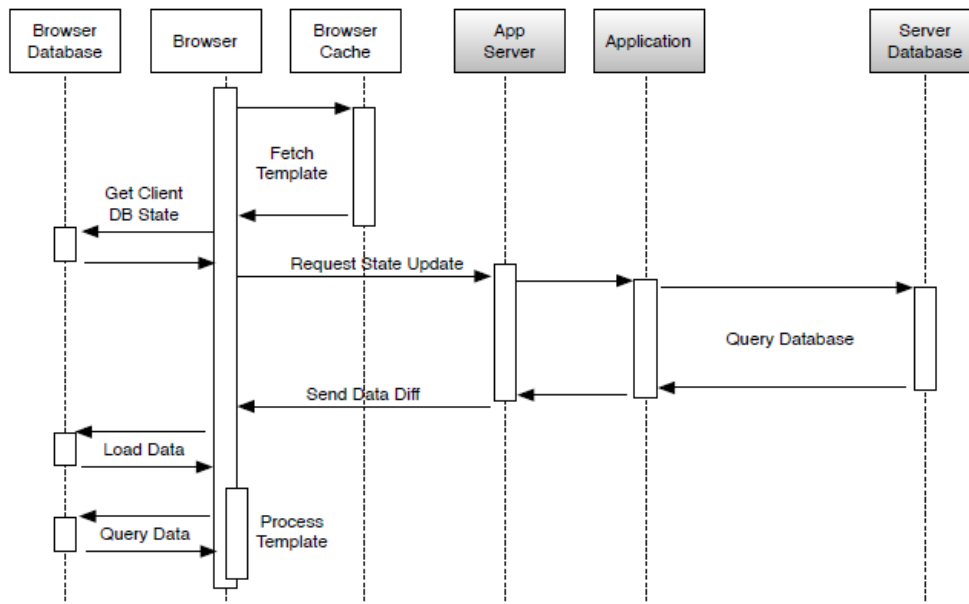 Browser
Database
Browser
Browser
Cache
App
Server
Application
Server
Database
Fetch
Template
Get Client
DB State
Request State Update
Query Database
Send Data Diff
Load Data
Query Data
Process
Template